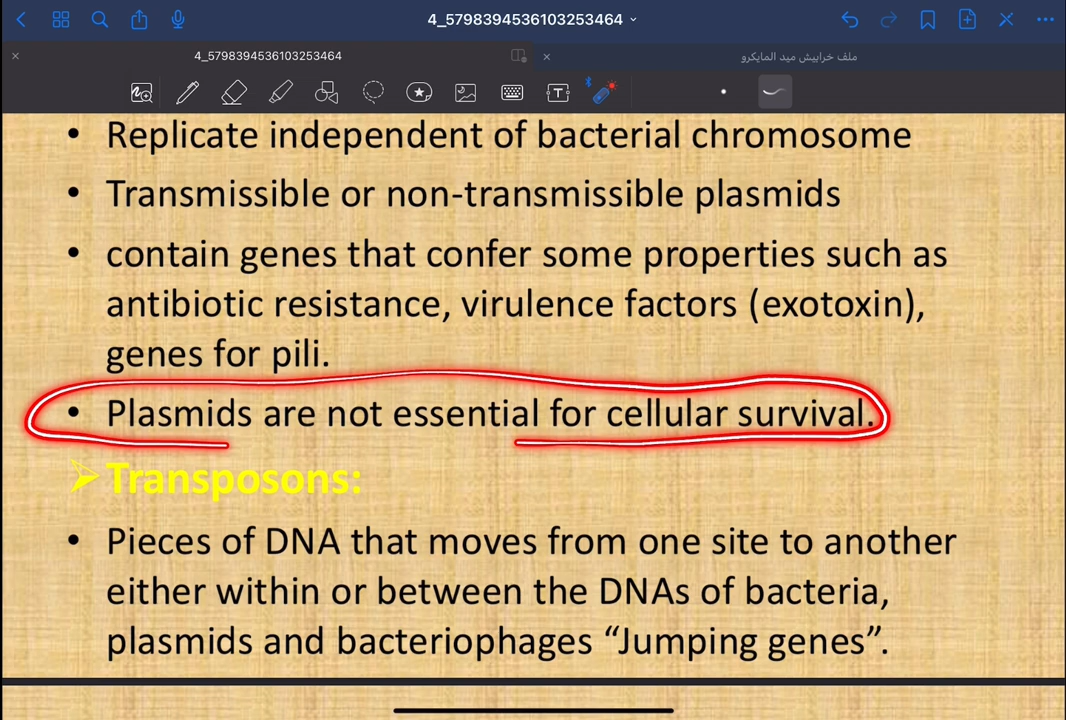 4_5798394536103253464
4_5798394536103253464
ملف خرابيش ميد المايكرو
• Replicate independent of bacterial chromosome
• Transmissible or non-transmissible plasmids
• contain genes that confer some properties such as
antibiotic resistance, virulence factors (exotoxin),
genes for pili.
• Plasmids are not essential for cellular survival.
➢ Transposons:
• Pieces of DNA that moves from one site to another
either within or between the DNAs of bacteria,
plasmids and bacteriophages “Jumping genes”.